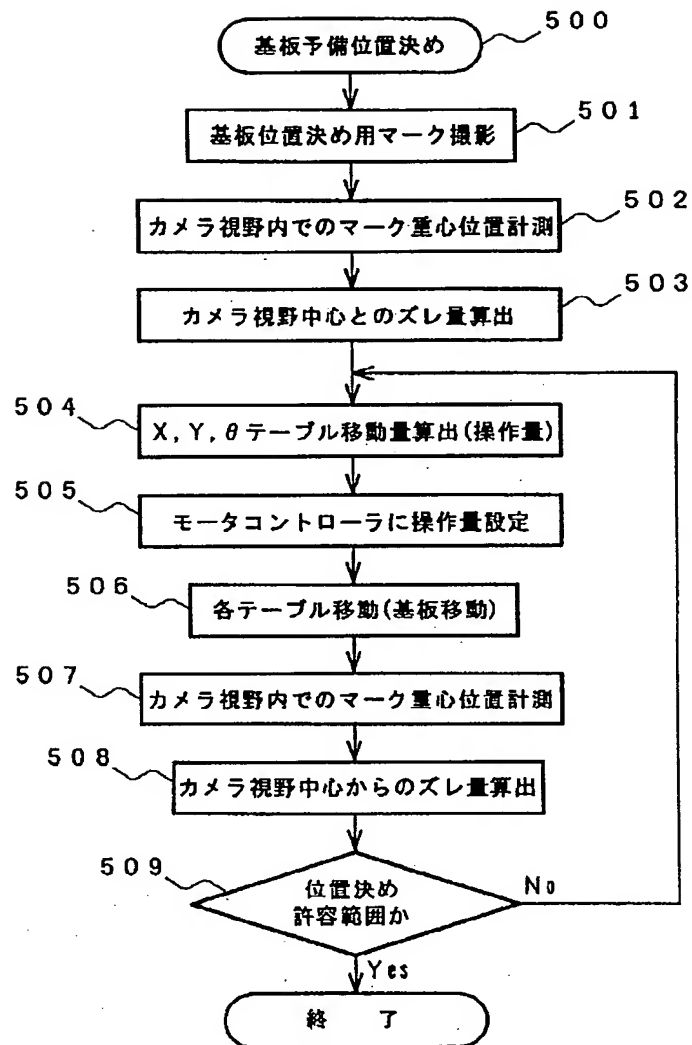 ５００
基板予備位置決め
５０１
基板位置決め用マーク撮影
５０２
カメラ視野内でのマーク重心位置計測
５０３
カメラ視野中心とのズレ量算出
５０４
X, Y, θテーブル移動量算出(操作量)
５０５
モータコントローラに操作量設定
５０６
各テーブル移動(基板移動)
５０７
カメラ視野内でのマーク重心位置計測
５０８
カメラ視野中心からのズレ量算出
５０９
位置決め
許容範囲か
No
Yes
終 了